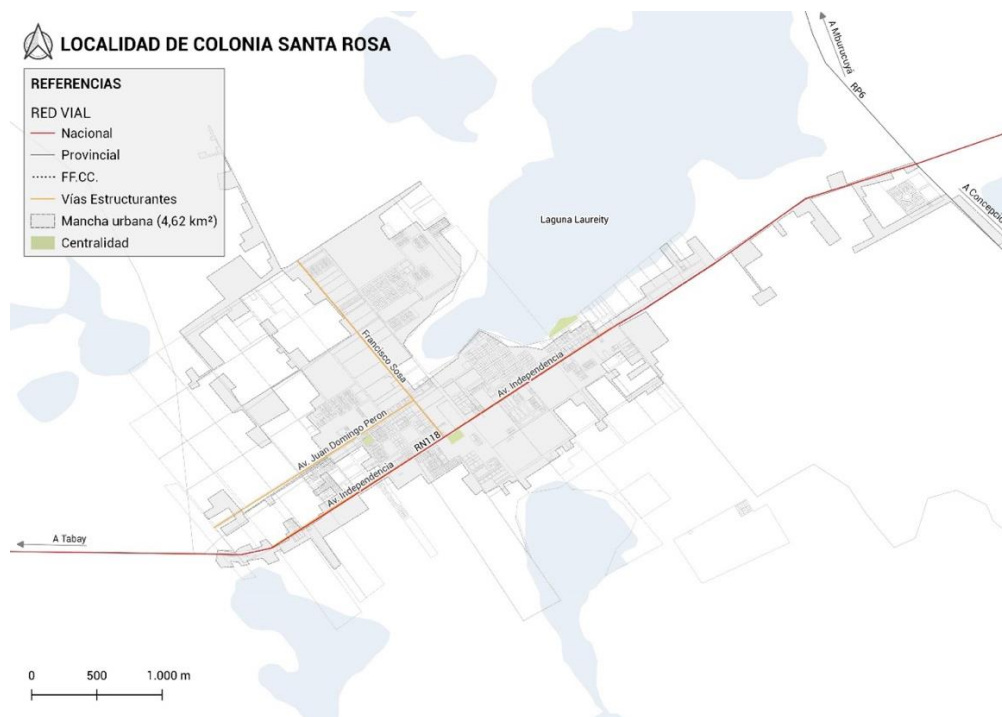 LOCALIDAD DE COLONIA SANTA ROSA
REFERENCIAS
RED VIAL
Nacional
Provincial
FF.CC.
Vías Estructurantes
Mancha urbana (4,62 km²)
Centralidad
A Mburucuyá
RP6
A Concepció
Laguna Laureity
Francisco Sosa
Av. Independencia
Av. Juan Domingo Peron
RN118
Av. Independencia
A Tabay
0 500 1.000 m